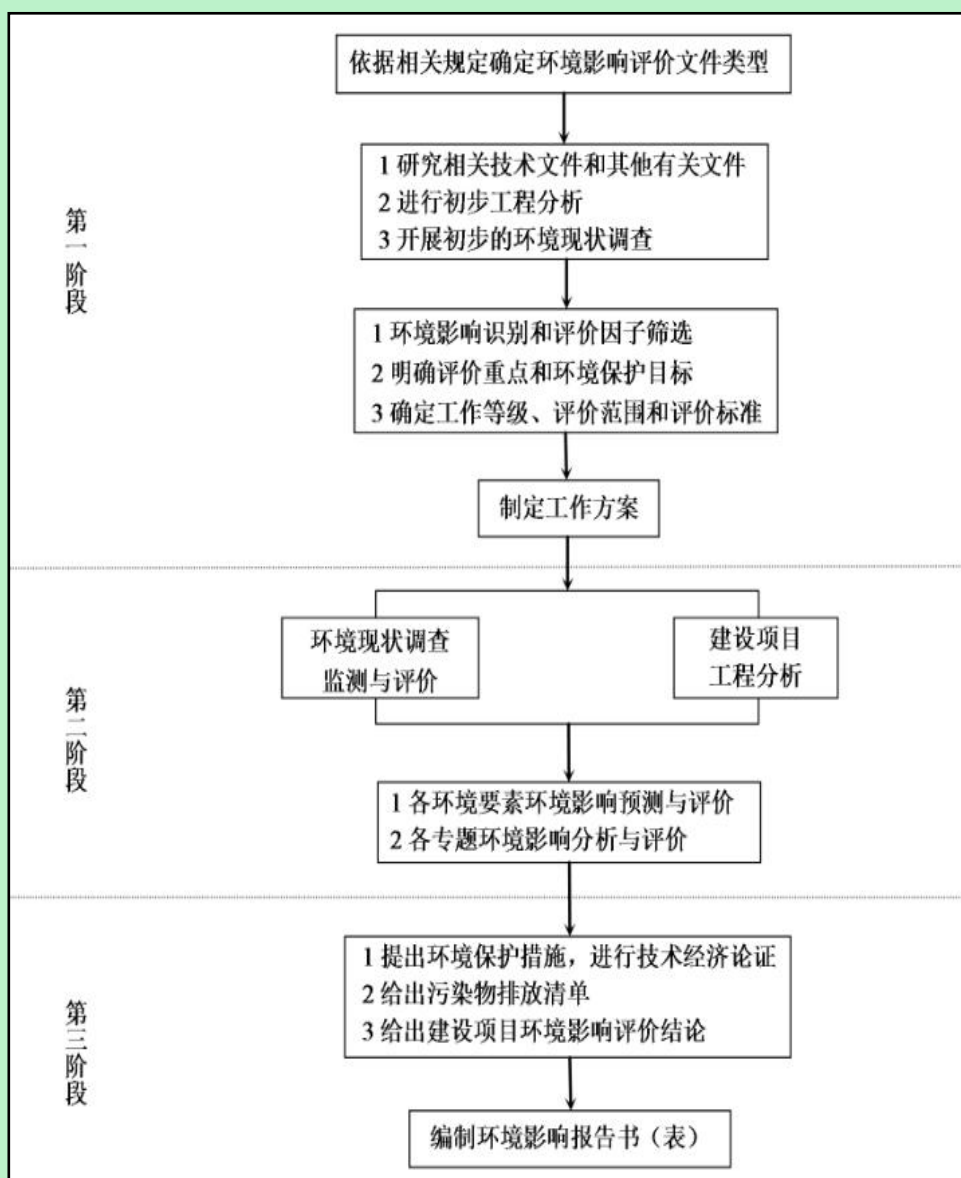 依据相关规定确定环境影响评价文件类型
1 研究相关技术文件和其他有关文件
2 进行初步工程分析
3 开展初步的环境现状调查
第一阶段
1 环境影响识别和评价因子筛选
2 明确评价重点和环境保护目标
3 确定工作等级、评价范围和评价标准
制定工作方案
环境现状调查
监测与评价
建设项目
工程分析
第二阶段
1 各环境要素环境影响预测与评价
2 各专题环境影响分析与评价
1 提出环境保护措施，进行技术经济论证
2 给出污染物排放清单
3 给出建设项目环境影响评价结论
第三阶段
编制环境影响报告书（表）